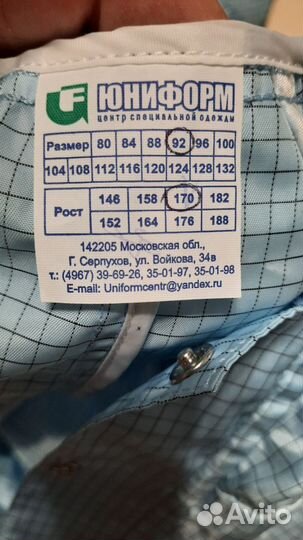 ЮНИФОРМ
центр специальной одежды
Размер 80 84 88 92 96 100
104 108 112 116 120 124 128 132
Рост 146 158 170 182
152 164 176 188
142205 Московская обл.,
Г. Серпухов, ул. Войкова, 34в
т.: (4967) 39-69-26, 35-01-97, 35-01-98
E-mail: Uniformcentr@yandex.ru
Avito